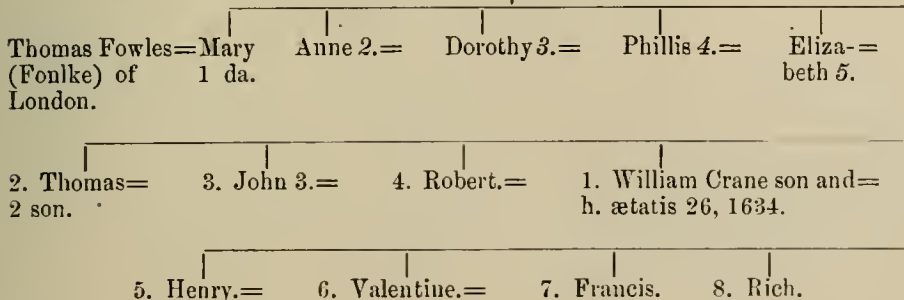 Thomas Fowles=Mary Anne 2.= Dorothy 3.= Phillis 4.= Eliza-=
(Fonlke) of 1 da. beth 5.
London.
2. Thomas= 3. John 3.= 4. Robert.= 1. William Crane son and=
2 son. h. ætatis 26, 1634.
5. Henry.= 6. Valentine.= 7. Francis. 8. Rich.